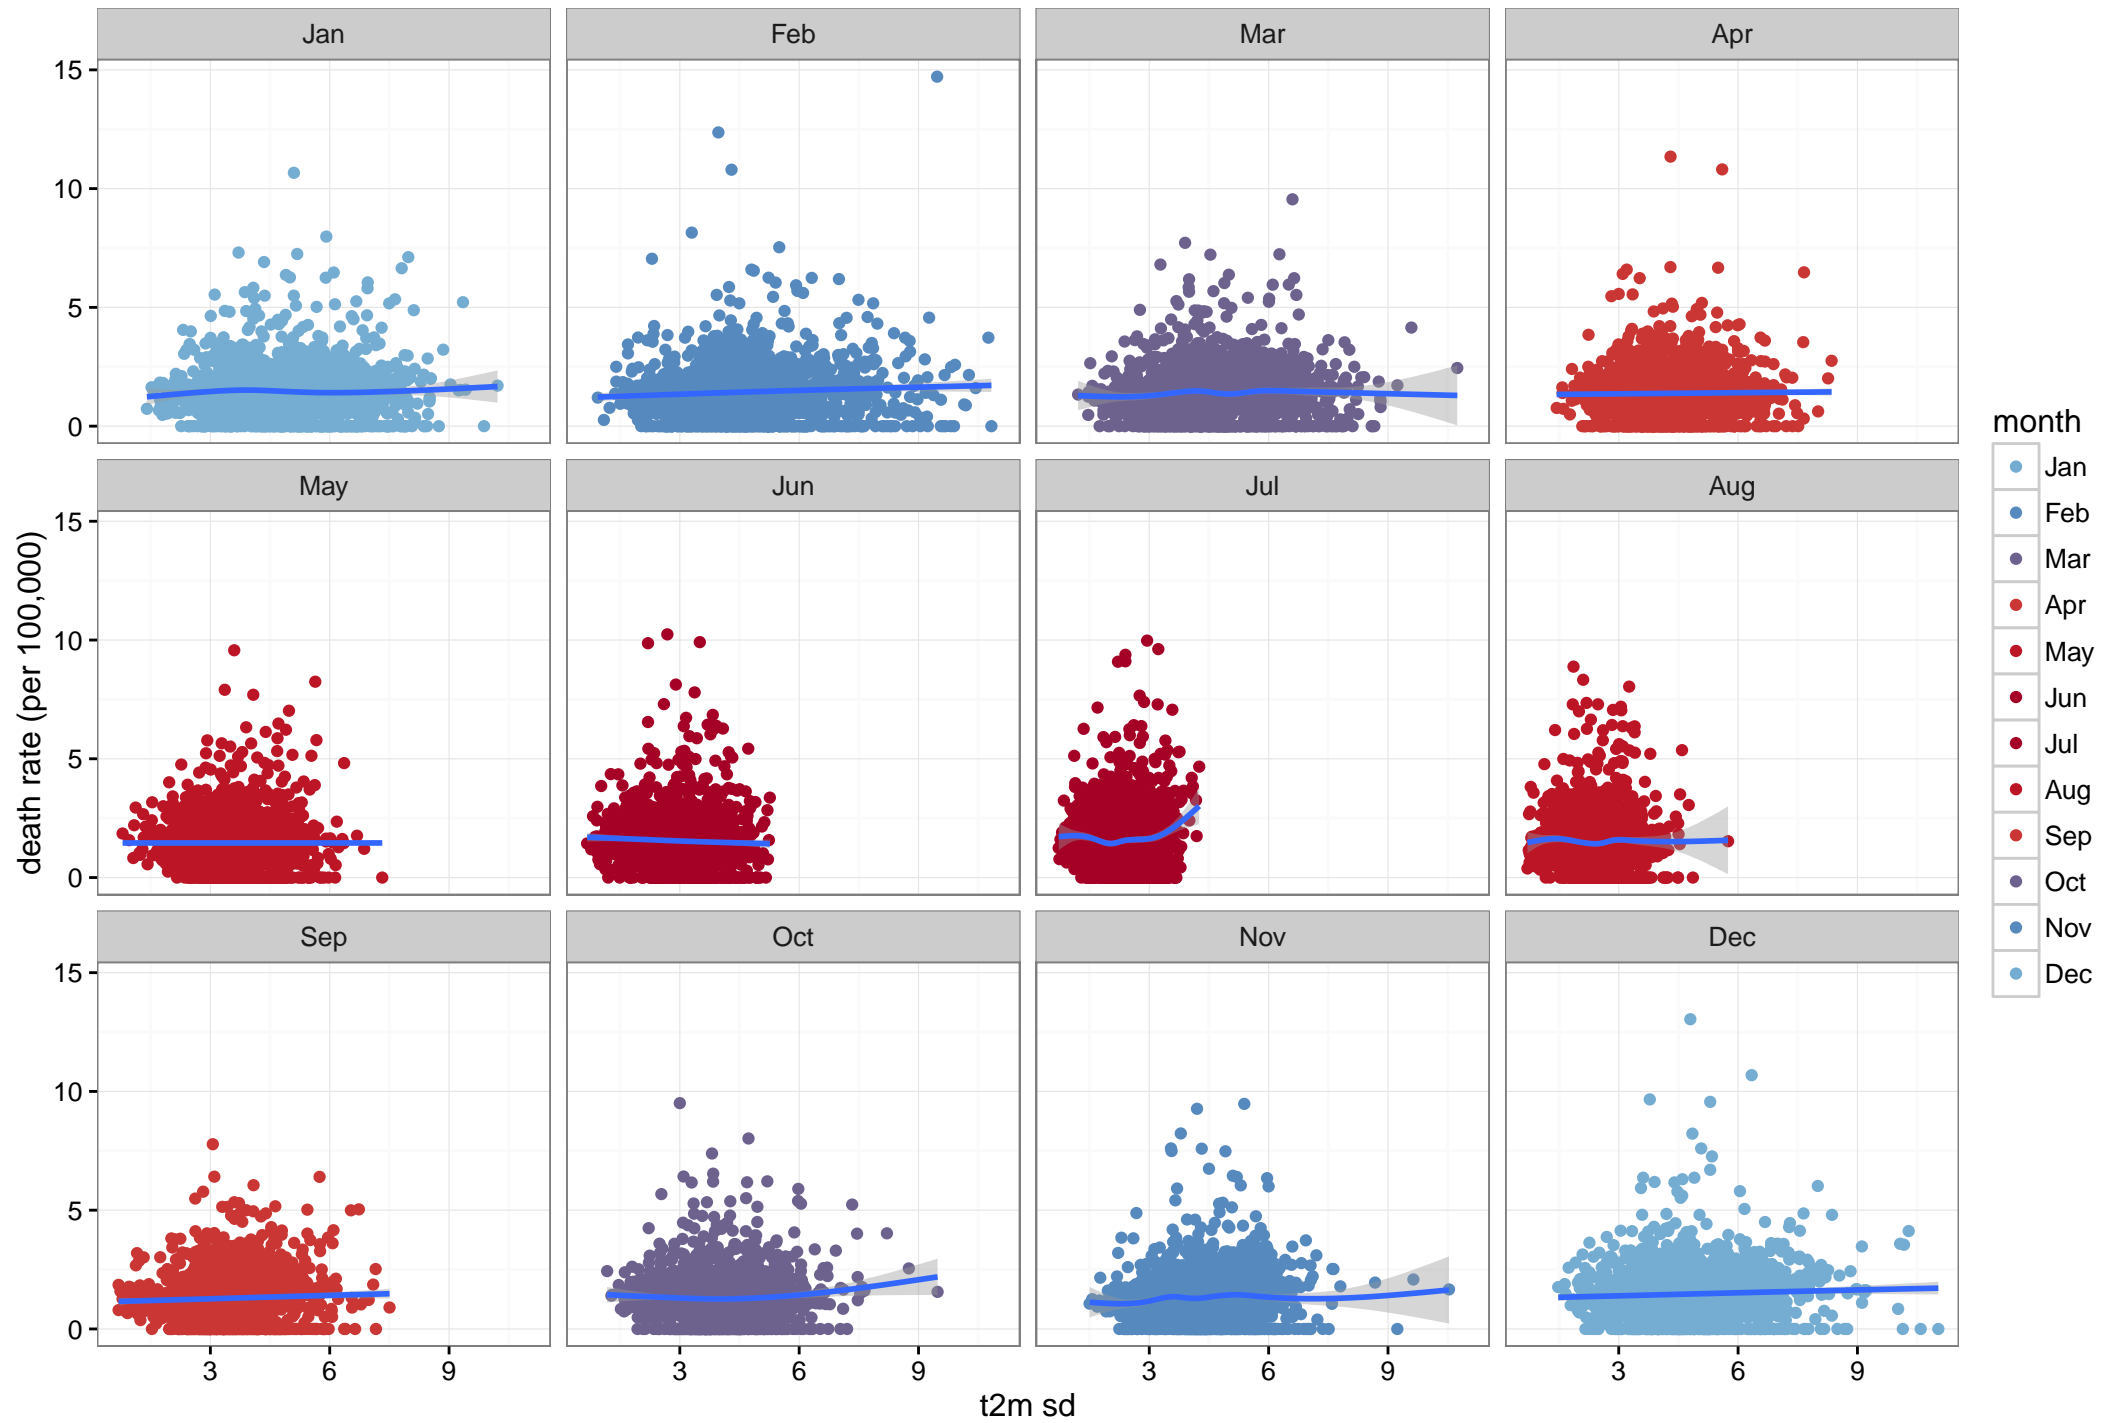 Jan Feb Mar Apr
15
10
5
0
May Jun Jul Aug
15
10
5
0
Sep Oct Nov Dec
15
10
5
0
3 6 9 3 6 9 3 6 9 3 6 9
t2m sd
death rate (per 100,000)
month
Jan
Feb
Mar
Apr
May
Jun
Jul
Aug
Sep
Oct
Nov
Dec